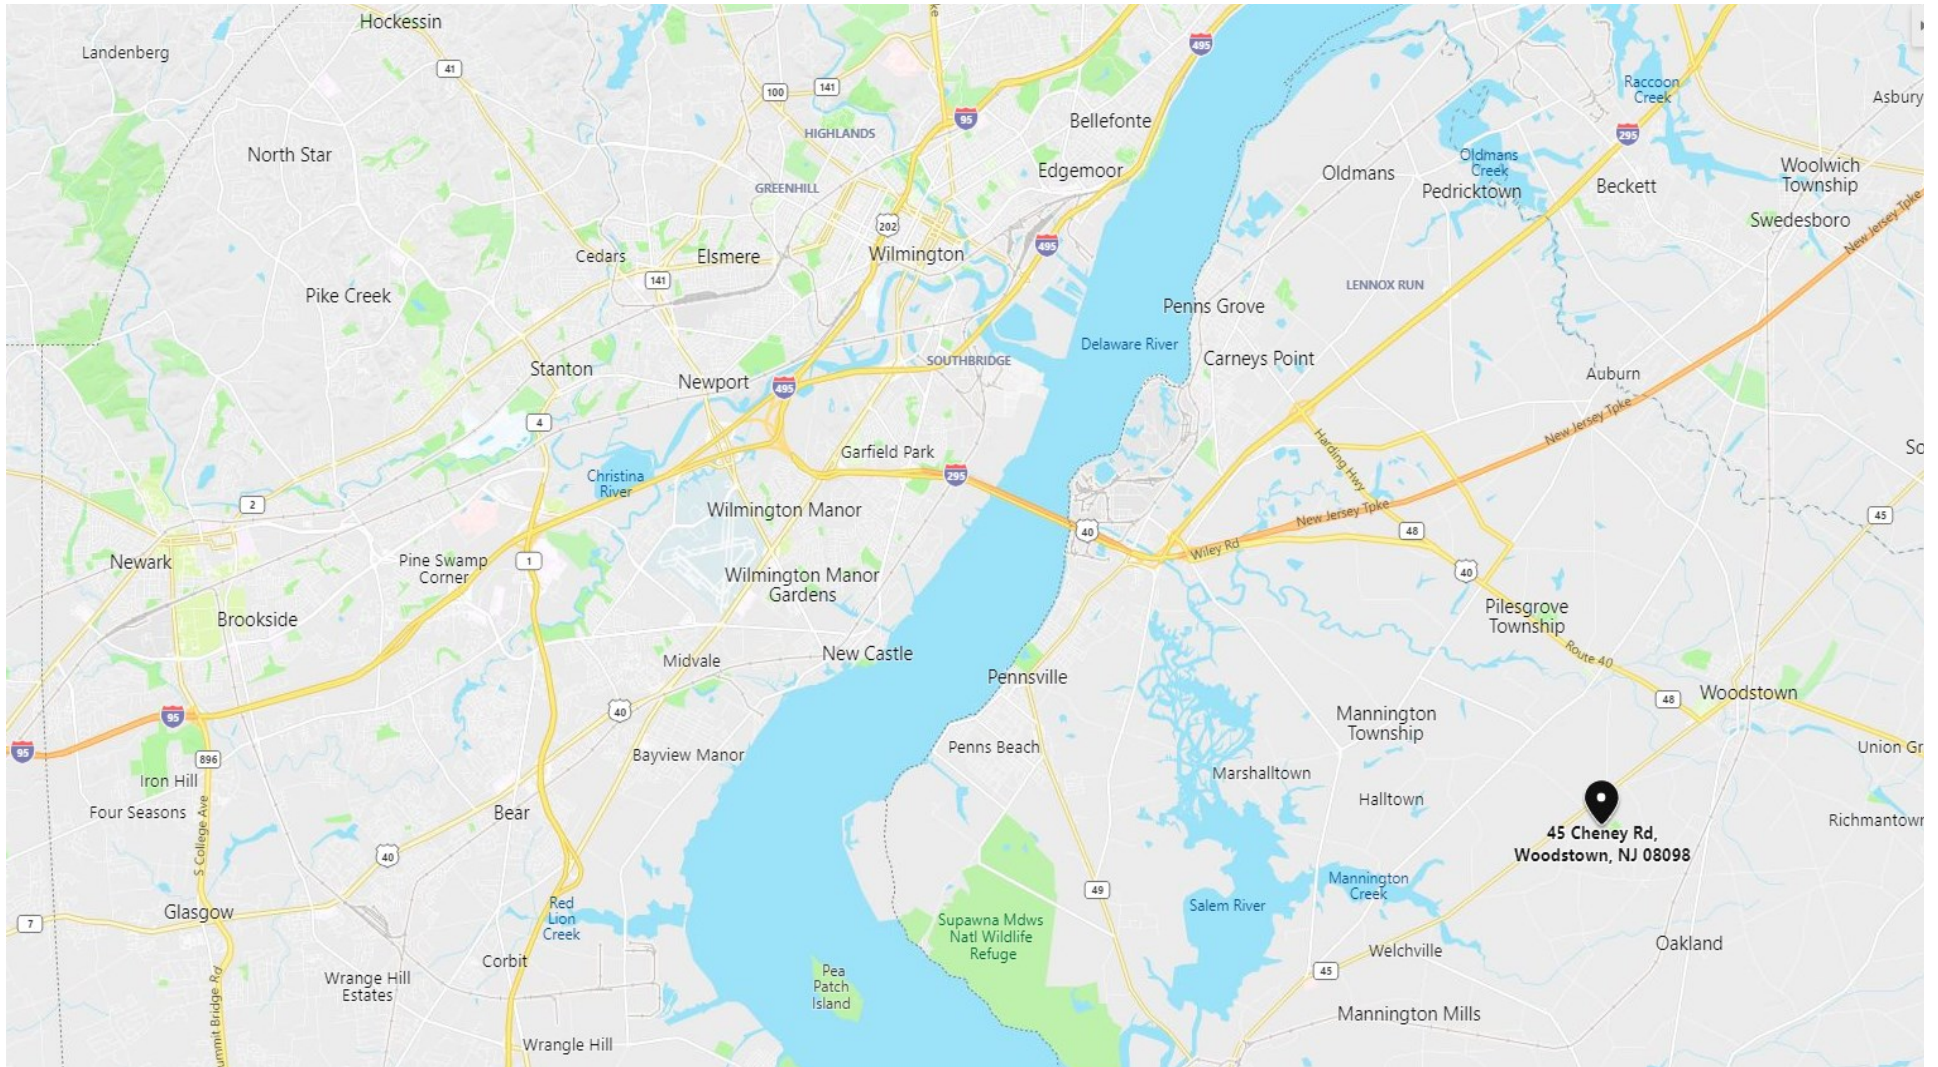 Hockessin
Landenberg
41
ke
495
100
141
95
Bellefonte
HIGHLANDS
North Star
Edgemoor
GREENHILL
202
Wilmington
495
Cedars
Elsmere
141
Pike Creek
Raccoon
Creek
Asbury
295
Oldmans
Creek
Oldmans
Pedricktown
Beckett
Woolwich
Township
Swedesboro
New Jersey Tpke
LENNOX RUN
Penns Grove
Delaware River
Carneys Point
SOUTHBRIDGE
Stanton
Newport
495
4
Auburn
New Jersey Tpke
Harding Hwy
Garfield Park
295
Christina
River
Wilmington Manor
2
So
45
New Jersey Tpke
48
40
Wiley Rd
40
Newark
Pine Swamp
Corner
1
Wilmington Manor
Gardens
Brookside
Pilesgrove
Township
Route 40
New Castle
Midvale
Pennsville
48
Woodstown
40
95
95
896
Mannington
Township
Penns Beach
Bayview Manor
Union Gr
Iron Hill
Four Seasons
Marshalltown
Halltown
Bear
S College Ave
45 Cheney Rd,
Woodstown, NJ 08098
Richmantown
40
49
Mannington
Creek
Salem River
Glasgow
7
Red
Lion
Creek
Supawna Mdws
Natl Wildlife
Refuge
Welchville
Oakland
45
Corbit
Wrange Hill
Estates
Pea
Patch
Island
Mannington Mills
ummit Bridge Rd
Wrangle Hill